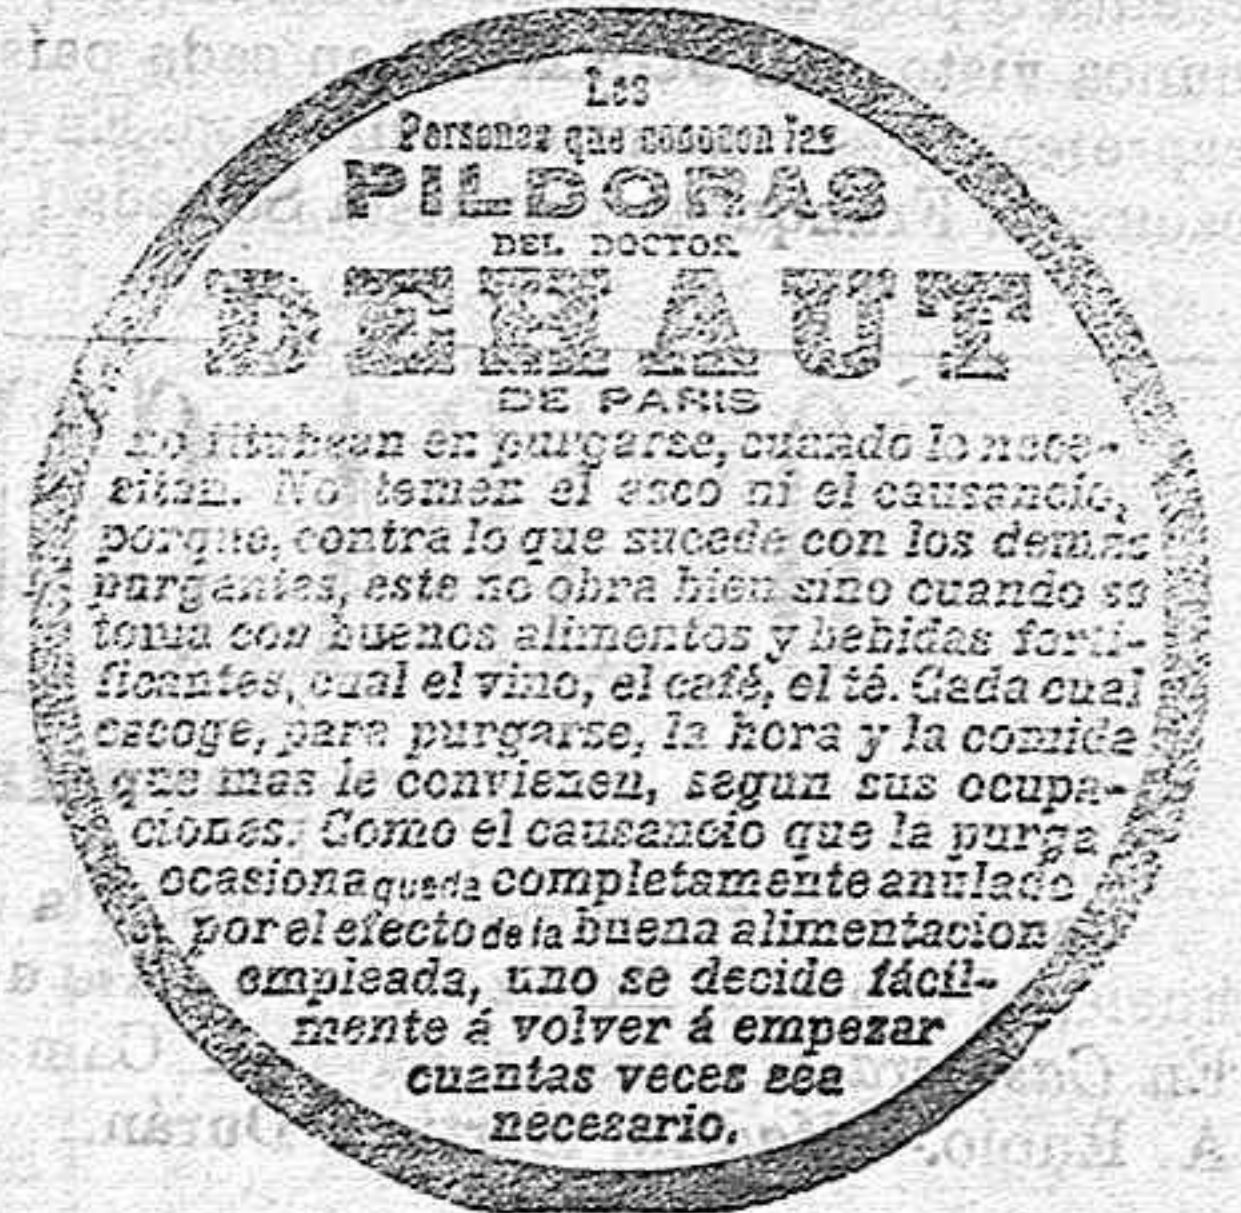 Las
Personas que conocen las
PILDORAS
DEL DOCTOR
DEHAUT
DE PARIS
no titubean en purgarse, cuando lo nece-
sitan. No temen el asco ni el causancio,
porque, contra lo que sucede con los demas
purgantes, este no obra bien sino cuando se
toma con buenos alimentos y bebidas forti-
ficantes, cual el vino, el café, el té. Cada cual
escoge, para purgarse, la hora y la comida
que mas le convienen, segun sus ocupa-
ciones. Como el causancio que la purga
ocasiona queda completamente anulado
por el efecto de la buena alimentacion
empleada, uno se decide fácil-
mente á volver á empezar
cuantas veces sea
necesario.